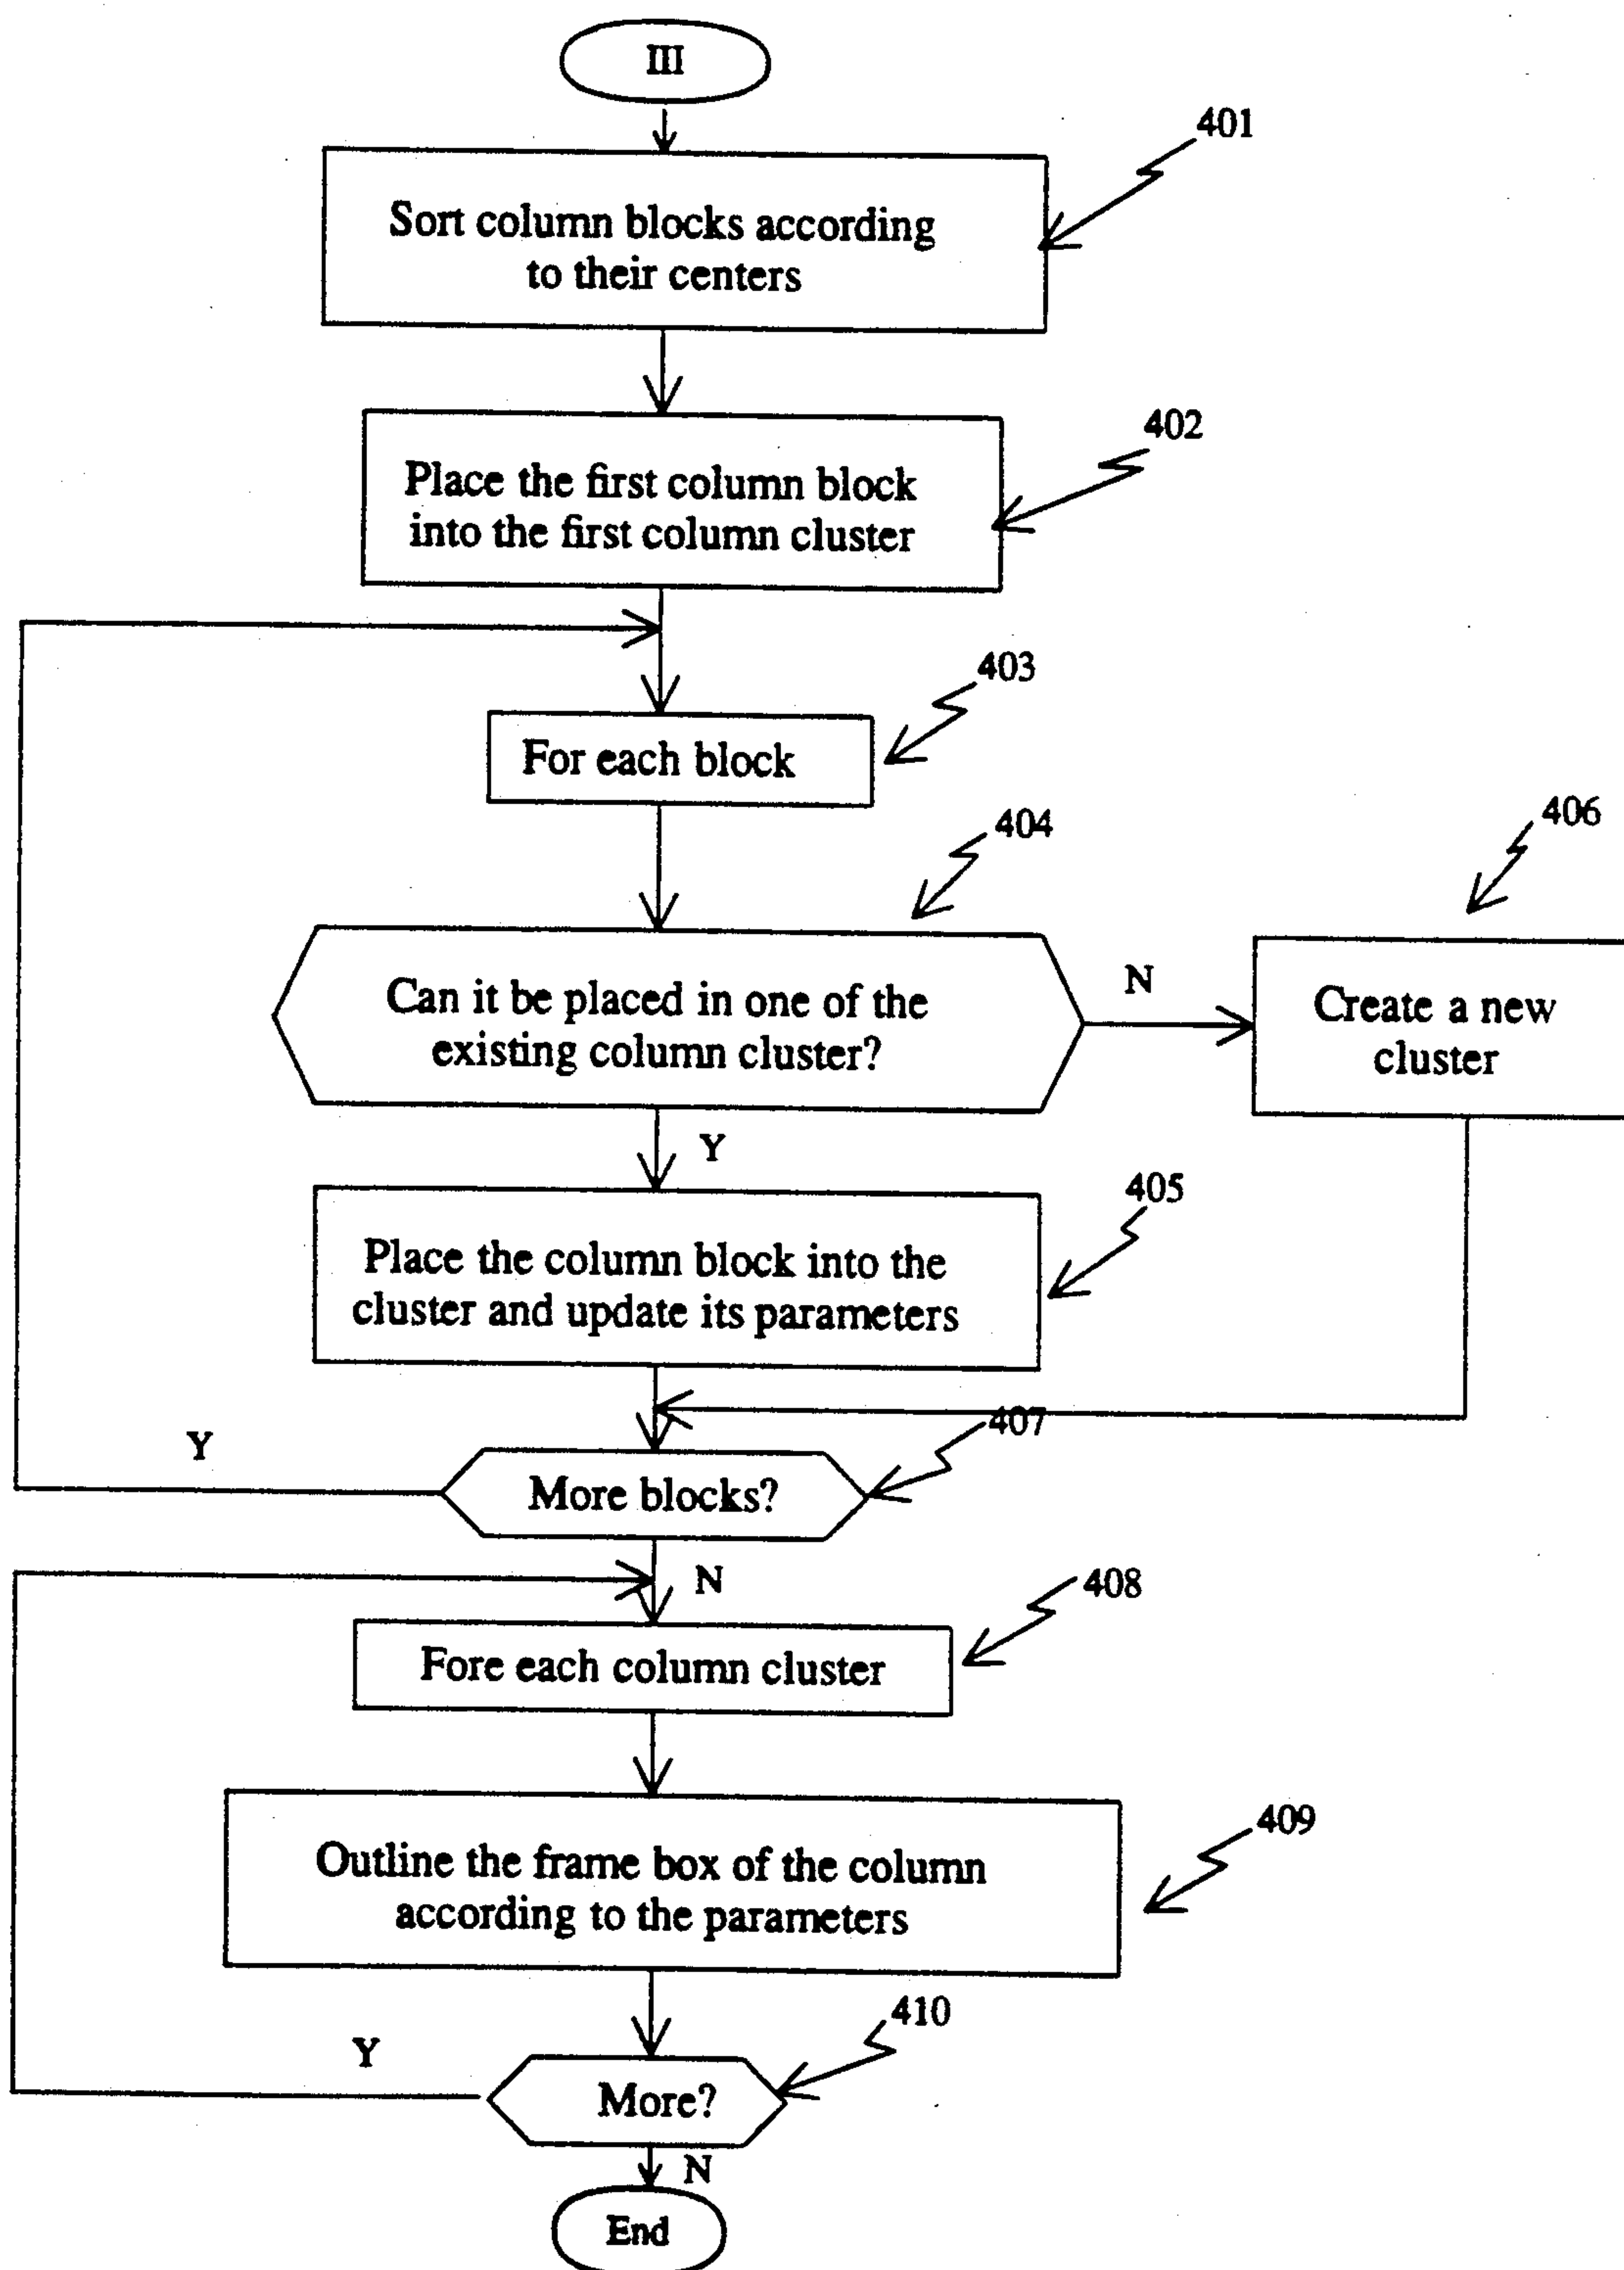 III
401
Sort column blocks according
to their centers
402
Place the first column block
into the first column cluster
403
For each block
404
406
Can it be placed in one of the
existing column cluster?
N
Create a new
cluster
Y
405
Place the column block into the
cluster and update its parameters
407
Y
More blocks?
N
408
Fore each column cluster
409
Outline the frame box of the column
according to the parameters
410
Y
More?
N
End